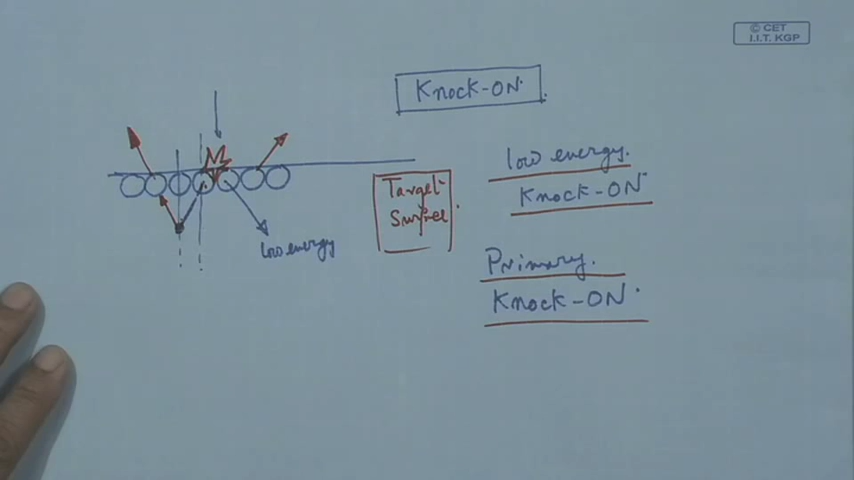 © CET
I.I.T. KGP
Knock-ON.
low energy.
Knock-ON
Target
Surface
low energy
Primary.
Knock-ON.